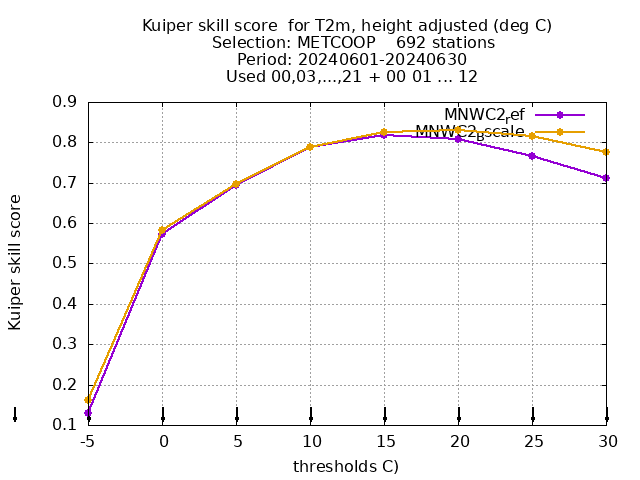 Kuiper skill score  for T2m, height adjusted (deg C)
Selection: METCOOP    692 stations
Period: 20240601-20240630
Used 00,03,...,21 + 00 01 ... 12
MNWC2_ref
MNWC2_Bscale
0.9
0.8
0.7
0.6
0.5
0.4
0.3
0.2
0.1
Kuiper skill score
-5
0
5
10
15
20
25
30
thresholds C)